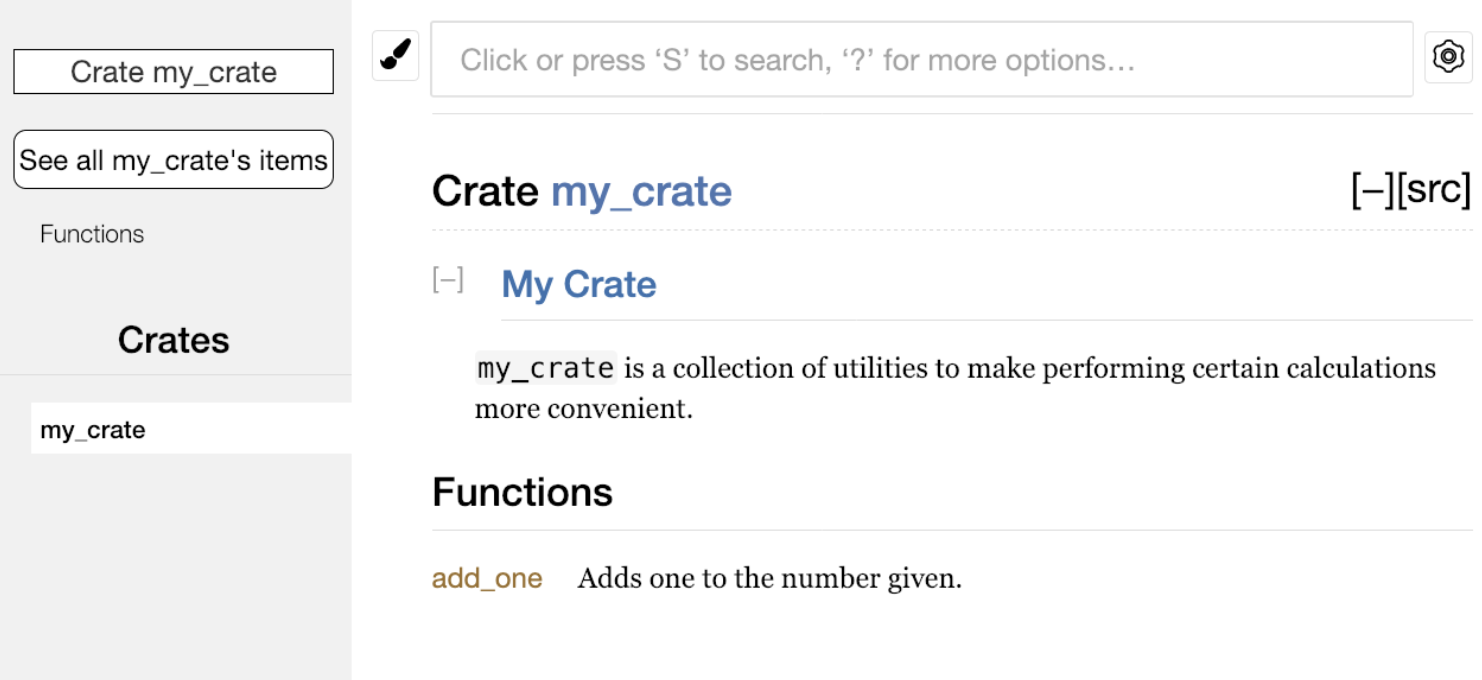 Crate my_crate
See all my_crate's items
Functions
Crates
my_crate
Click or press ‘S’ to search, ‘?’ for more options…
Crate my_crate
[−][src]
[−]
My Crate
my_crate is a collection of utilities to make performing certain calculations
more convenient.
Functions
add_one Adds one to the number given.